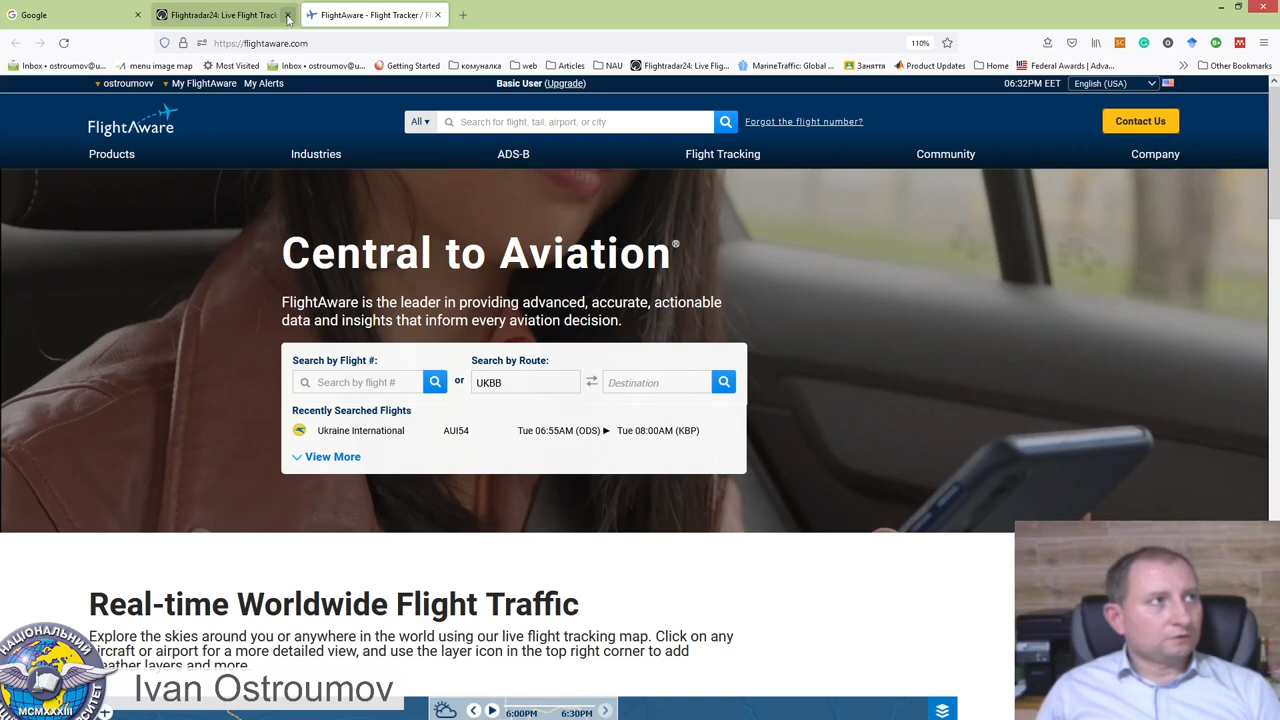 Google
Flightradar24: Live Flight Track
FlightAware - Flight Tracker / Fl
https://flightaware.com
110%
Inbox • ostroumov@u...
menu image map
Most Visited
Inbox • ostroumov@u...
Getting Started
комуналка
web
Articles
NAU
Flightradar24: Live Flig...
MarineTraffic: Global ...
Заняття
Product Updates
Home
Federal Awards | Adva...
Other Bookmarks
ostroumovv
My FlightAware
My Alerts
Basic User (Upgrade)
06:32PM EET
English (USA)
FlightAware
All
Search for flight, tail, airport, or city
Forgot the flight number?
Contact Us
Products
Industries
ADS-B
Flight Tracking
Community
Company
Central to Aviation®
FlightAware is the leader in providing advanced, accurate, actionable
data and insights that inform every aviation decision.
Search by Flight #:
Search by Route:
Search by flight #
or
UKBB
Destination
Recently Searched Flights
Ukraine International AUI54 Tue 06:55AM (ODS) ► Tue 08:00AM (KBP)
View More
Real-time Worldwide Flight Traffic
Explore the skies around you or anywhere in the world using our live flight tracking map. Click on any
aircraft or airport for a more detailed view, and use the layer icon in the top right corner to add
weather layers and more.
Ivan Ostroumov
MCMXXXIII
6:00PM
6:30PM